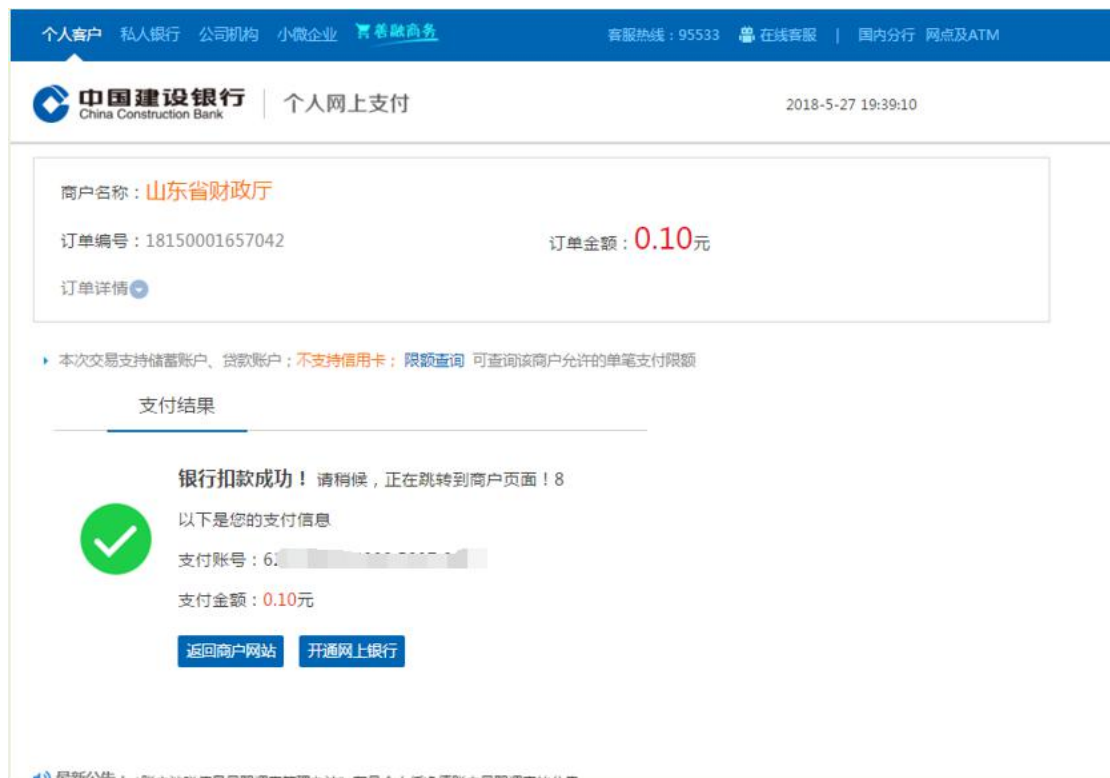 个人客户 私人银行 公司机构 小微企业 善融商务 客服热线：95533 在线客服 | 国内分行 网点及ATM
中国建设银行 China Construction Bank 个人网上支付 2018-5-27 19:39:10
商户名称：山东省财政厅
订单编号：18150001657042 订单金额：0.10元
订单详情
本次交易支持储蓄账户、贷款账户；不支持信用卡； 限额查询 可查询该商户允许的单笔支付限额
支付结果
银行扣款成功！请稍候，正在跳转到商户页面！8
以下是您的支付信息
支付账号：6
支付金额：0.10元
返回商户网站 开通网上银行
最新公告：